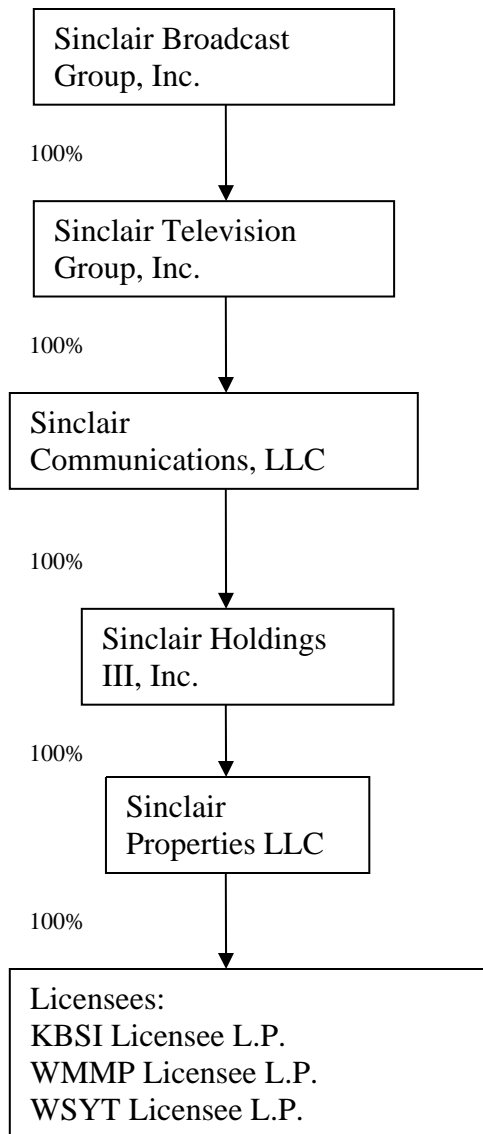 Sinclair Broadcast
Group, Inc.
100%
Sinclair Television
Group, Inc.
100%
Sinclair
Communications, LLC
100%
Sinclair Holdings
III, Inc.
100%
Sinclair
Properties LLC
100%
Licensees:
KBSI Licensee L.P.
WMMP Licensee L.P.
WSYT Licensee L.P.